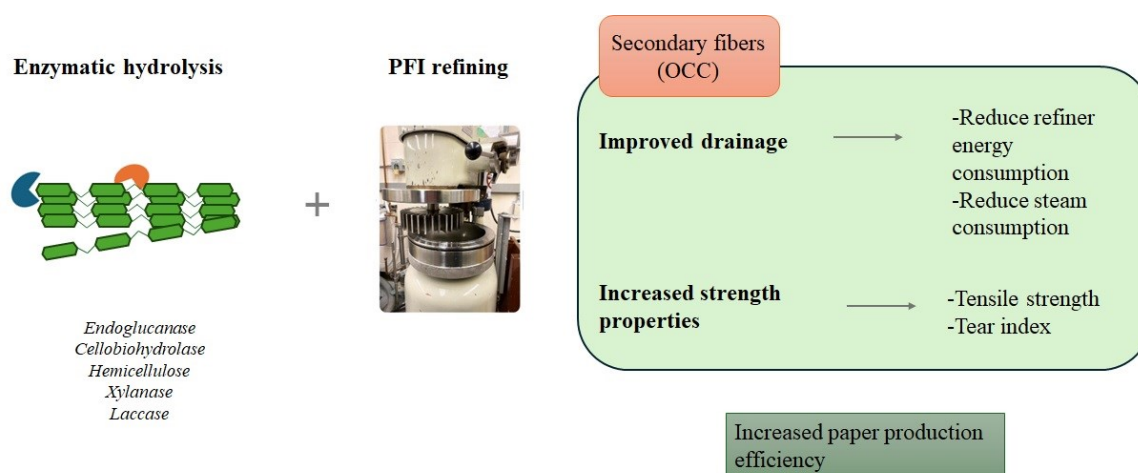 Enzymatic hydrolysis
Endoglucanase
Cellobiohydrolase
Hemicellulose
Xylanase
Laccase
+
PFI refining
Secondary fibers
(OCC)
Improved drainage
-Reduce refiner
energy
consumption
-Reduce steam
consumption
Increased strength
properties
-Tensile strength
-Tear index
Increased paper production
efficiency